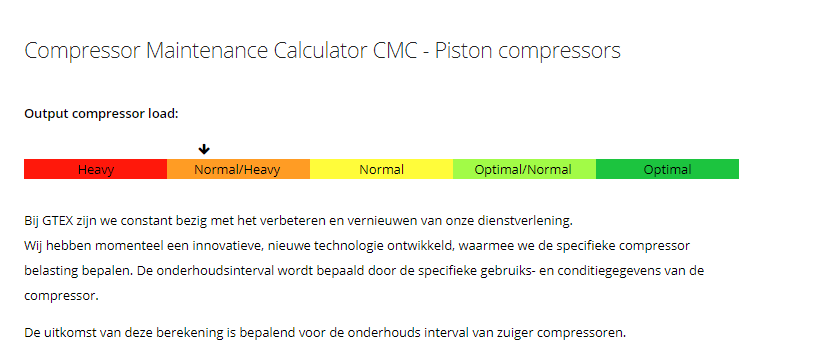 Compressor Maintenance Calculator CMC - Piston compressors
Output compressor load:
Heavy Normal/Heavy Normal Optimal/Normal Optimal
Bij GTEX zijn we constant bezig met het verbeteren en vernieuwen van onze dienstverlening.
Wij hebben momenteel een innovatieve, nieuwe technologie ontwikkeld, waarmee we de specifieke compressor
belasting bepalen. De onderhoudsinterval wordt bepaald door de specifieke gebruiks- en conditiegegevens van de
compressor.
De uitkomst van deze berekening is bepalend voor de onderhouds interval van zuiger compressoren.